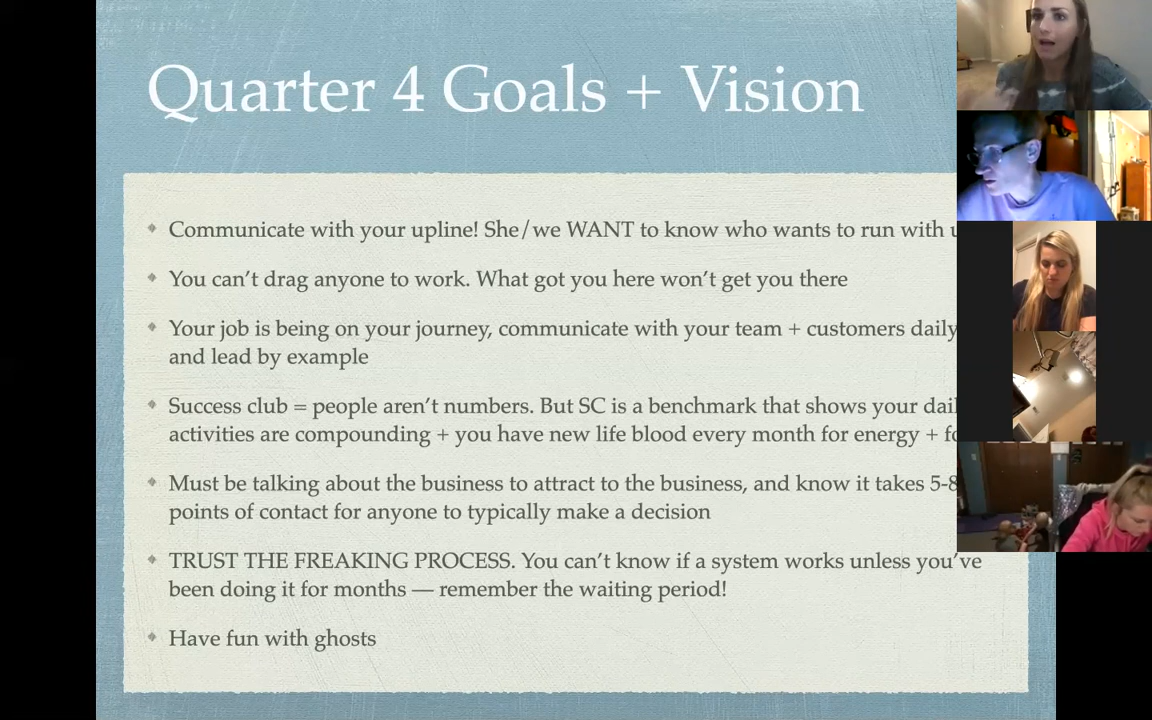 Quarter 4 Goals + Vision
Communicate with your upline! She/we WANT to know who wants to run with
You can't drag anyone to work. What got you here won't get you there
Your job is being on your journey, communicate with your team + customers daily
and lead by example
Success club = people aren't numbers. But SC is a benchmark that shows your
activities are compounding + you have new life blood every month for energy +
Must be talking about the business to attract to the business, and know it takes 5-8
points of contact for anyone to typically make a decision
TRUST THE FREAKING PROCESS. You can't know if a system works unless you've
been doing it for months — remember the waiting period!
Have fun with ghosts